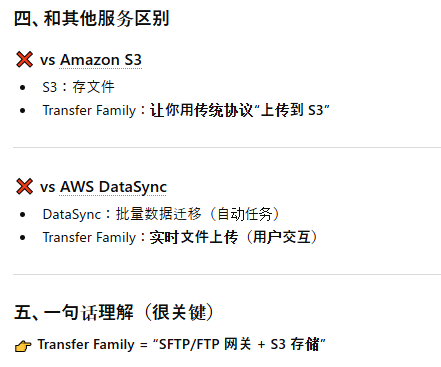 四、和其他服务区别
❌ vs Amazon S3
• S3：存文件
• Transfer Family：让你用传统协议“上传到 S3”
❌ vs AWS DataSync
• DataSync：批量数据迁移（自动任务）
• Transfer Family：实时文件上传（用户交互）
五、一句话理解（很关键）
👉 Transfer Family = “SFTP/FTP 网关 + S3 存储”